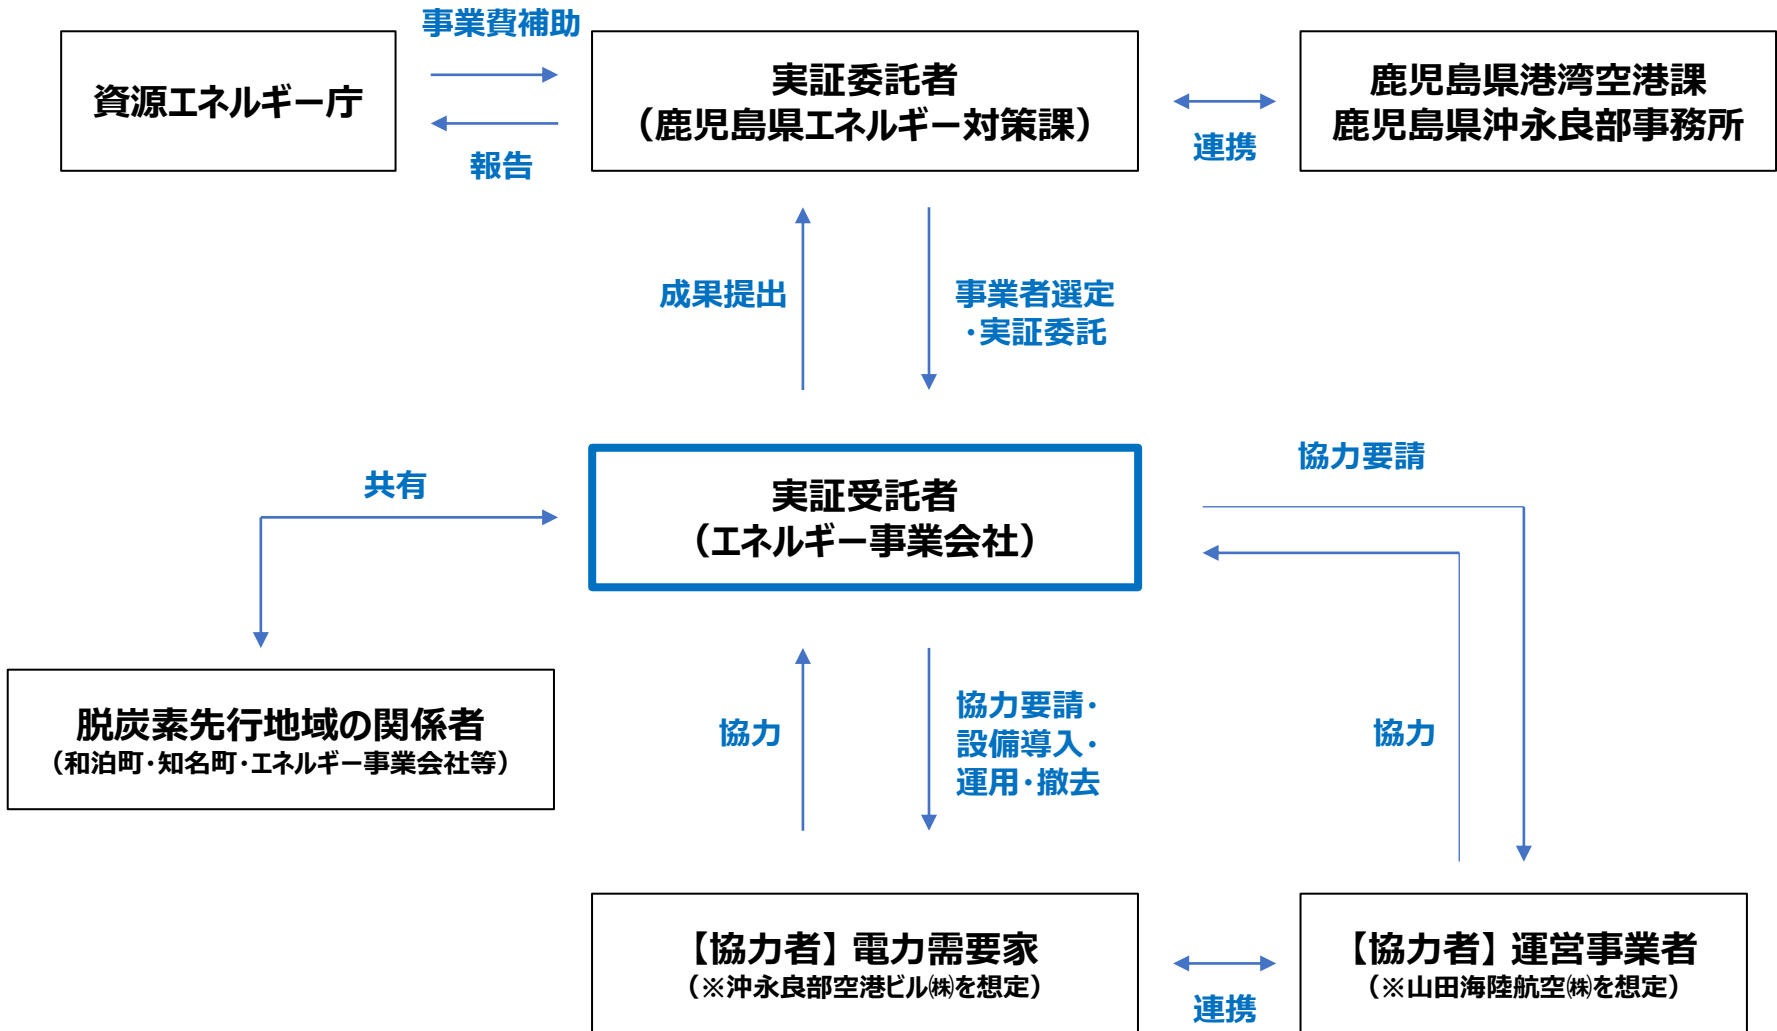 事業費補助
資源エネルギー庁
報告
実証委託者
（鹿児島県エネルギー対策課）
連携
鹿児島県港湾空港課
鹿児島県沖永良部事務所
成果提出
事業者選定
・実証委託
共有
実証受託者
（エネルギー事業会社）
協力要請
脱炭素先行地域の関係者
（和泊町・知名町・エネルギー事業会社等）
協力
協力要請・
設備導入・
運用・撤去
協力
【協力者】電力需要家
（※沖永良部空港ビル㈱を想定）
連携
【協力者】運営事業者
（※山田海陸航空㈱を想定）